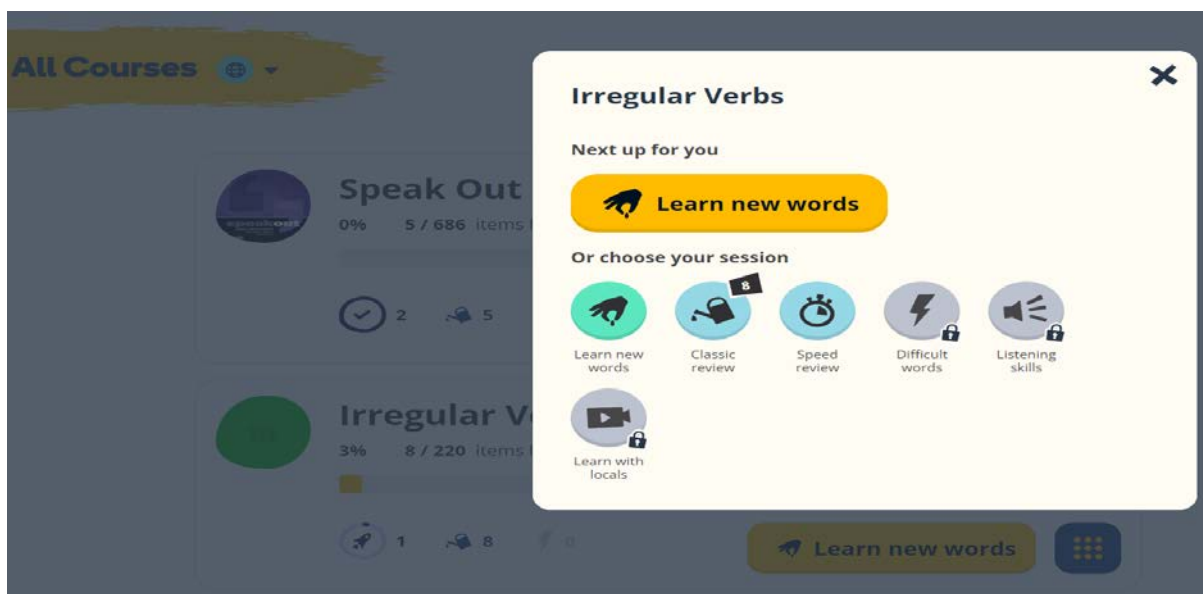 All Courses
Speak Out
0% 5 / 686 items
speakout
2 5
Irregular V
3% 8 / 220 items
1 8 0
Learn new words
Irregular Verbs
Next up for you
Learn new words
Or choose your session
8
Learn new
words
Classic
review
Speed
review
Difficult
words
Listening
skills
Learn with
locals